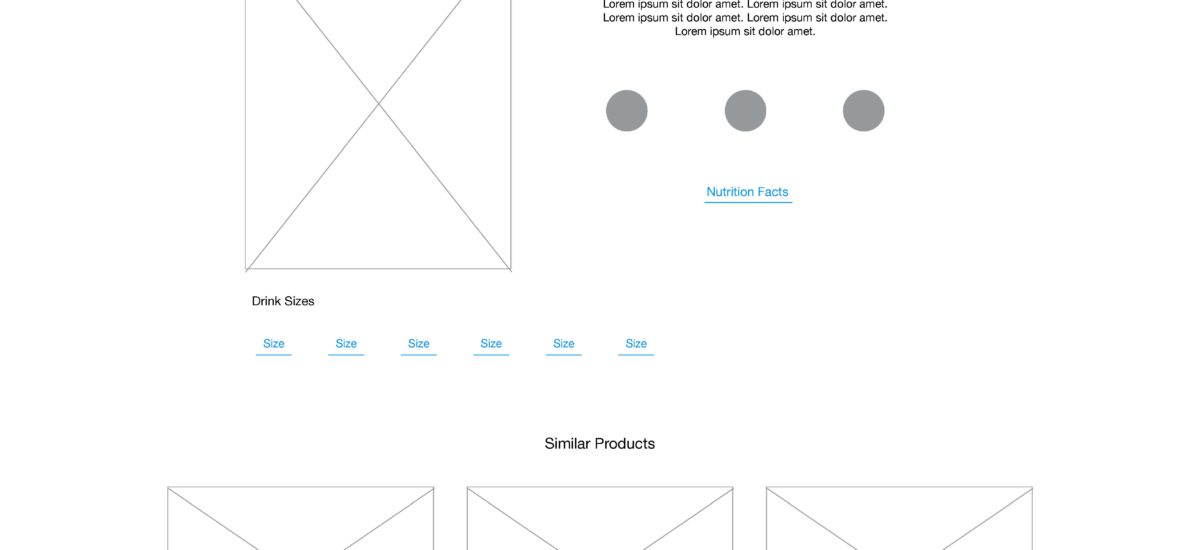 Lorem ipsum sit dolor amet. Lorem ipsum sit dolor amet.
Lorem ipsum sit dolor amet. Lorem ipsum sit dolor amet.
Lorem ipsum sit dolor amet.
Nutrition Facts
Drink Sizes
Size Size Size Size Size Size
Similar Products